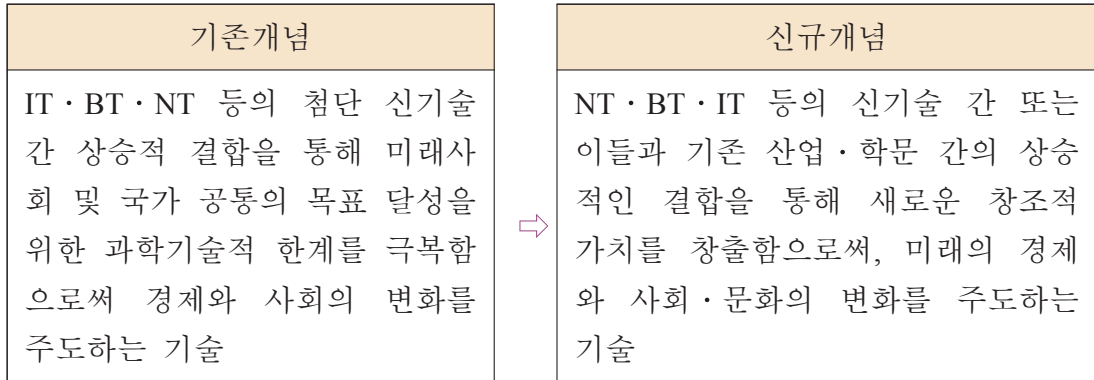 기존개념
IT · BT · NT 등의 첨단 신기술
간 상승적 결합을 통해 미래사
회 및 국가 공통의 목표 달성을
위한 과학기술적 한계를 극복함
으로써 경제와 사회의 변화를
주도하는 기술
⇨
신규개념
NT · BT · IT 등의 신기술 간 또는
이들과 기존 산업 · 학문 간의 상승
적인 결합을 통해 새로운 창조적
가치를 창출함으로써, 미래의 경제
와 사회 · 문화의 변화를 주도하는
기술